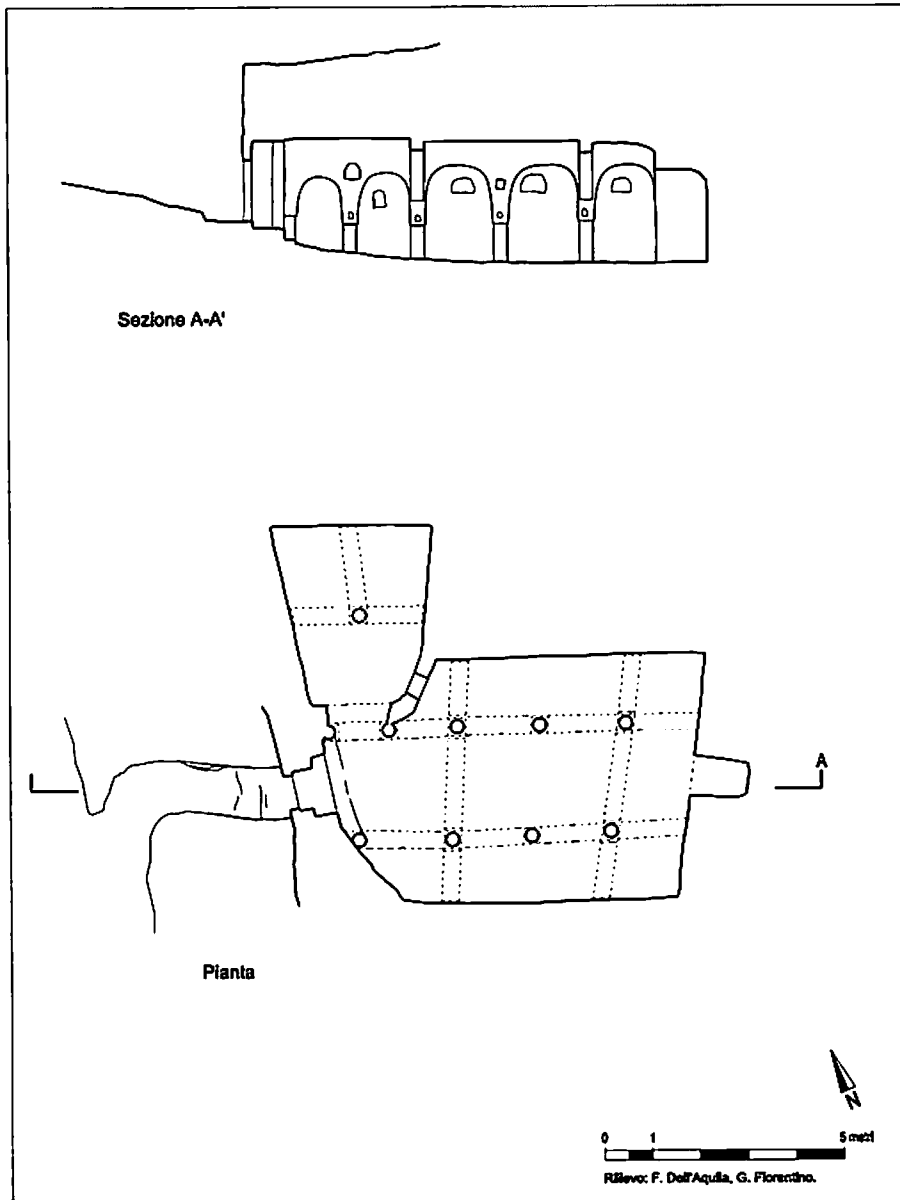 Sezione A-A'
A
Pianta
N
0 1 5 metri
Rilievo: F. Dell'Aquila, G. Fiorentino.